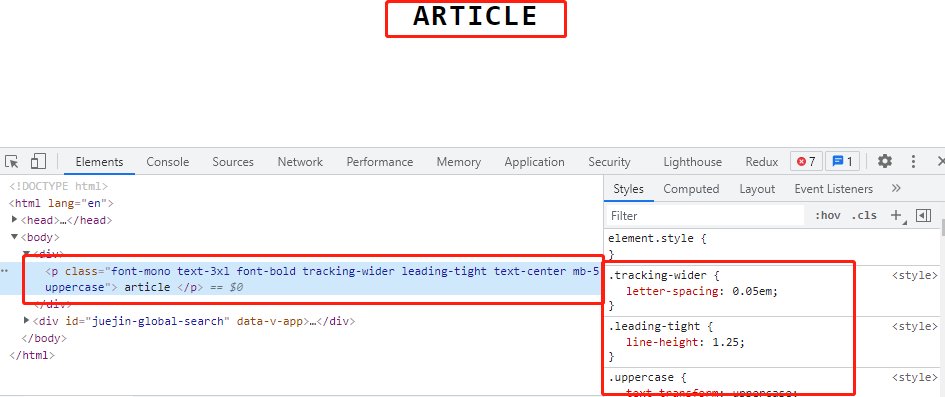 ARTICLE
Elements Console Sources Network Performance Memory Application Security Lighthouse Redux 7 1
<!DOCTYPE html>
<html lang="en">
<head>…</head>
<body>
<div>
<p class="font-mono text-3xl font-bold tracking-wider leading-tight text-center mb-5
uppercase"> article </p> == $0
</div>
<div id="juejin-global-search" data-v-app>…</div>
</body>
</html>
Styles Computed Layout Event Listeners »
Filter :hov .cls +
element.style {
}
.tracking-wider { <style>
letter-spacing: 0.05em;
}
.leading-tight { <style>
line-height: 1.25;
}
.uppercase { <style>
text-transform: uppercase;